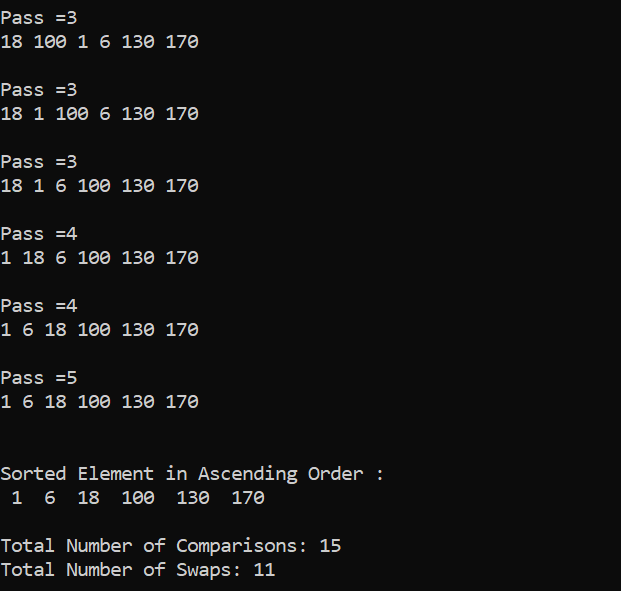 Pass =3
18 100 1 6 130 170
Pass =3
18 1 100 6 130 170
Pass =3
18 1 6 100 130 170
Pass =4
1 18 6 100 130 170
Pass =4
1 6 18 100 130 170
Pass =5
1 6 18 100 130 170
Sorted Element in Ascending Order :
1 6 18 100 130 170
Total Number of Comparisons: 15
Total Number of Swaps: 11